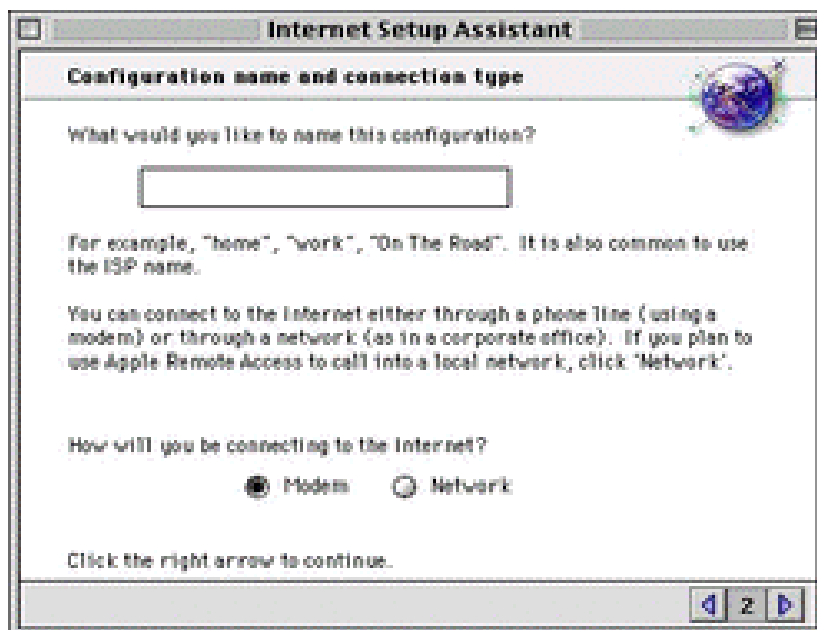 Internet Setup Assistant
Configuration name and connection type
What would you like to name this configuration?
For example, "home", "work", "On The Road". It is also common to use
the ISP name.
You can connect to the Internet either through a phone line (using a
modem) or through a network (as in a corporate office). If you plan to
use Apple Remote Access to call into a local network, click 'Network'.
How will you be connecting to the Internet?
Modem Network
Click the right arrow to continue.
2